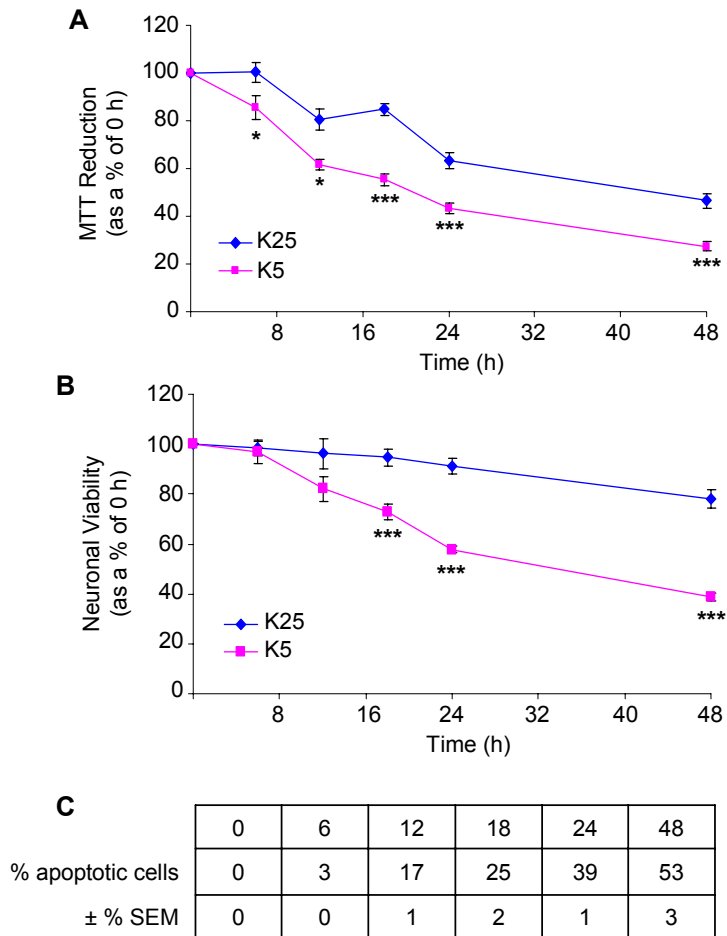 A
120
100
80
60
40
20
0
MTT Reduction
(as a % of 0 h)
*
*
***
***
***
K25
K5
8 16 24 32 40 48
Time (h)
B
120
100
80
60
40
20
0
Neuronal Viability
(as a % of 0 h)
***
***
***
K25
K5
8 16 24 32 40 48
Time (h)
C
0 6 12 18 24 48
% apoptotic cells 0 3 17 25 39 53
± % SEM 0 0 1 2 1 3